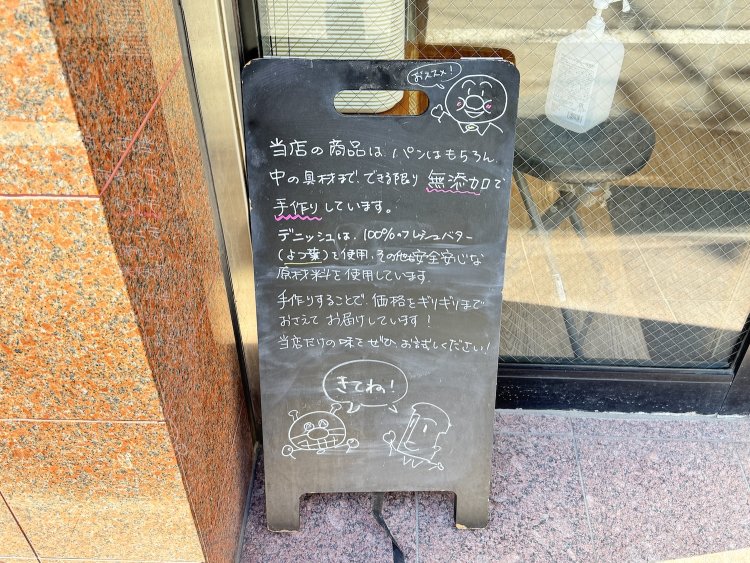 おススメ!
当店の商品は、パンはもちろん、
中の具材まで、できる限り無添加で
手作りしています。
デニッシュは、100%フレッシュバター
(よつ葉)を使用、その他も安全安心な
原材料を使用しています。
手作りすることで、価格をギリギリまで
おさえてお届けしています!
当店だけの味をぜひ、お試しください!
きてね!